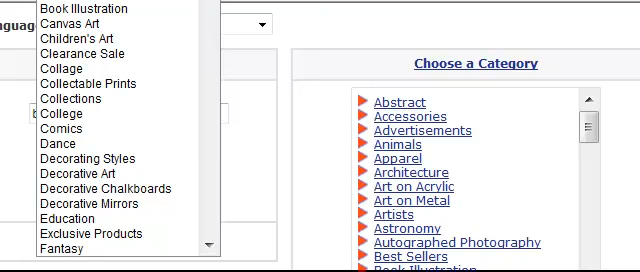 Book Illustration
Canvas Art
Children's Art
Clearance Sale
Collage
Collectable Prints
Collections
College
Comics
Dance
Decorating Styles
Decorative Art
Decorative Chalkboards
Decorative Mirrors
Education
Exclusive Products
Fantasy
Choose a Category
Abstract
Accessories
Advertisements
Animals
Apparel
Architecture
Art on Acrylic
Art on Metal
Artists
Astronomy
Autographed Photography
Best Sellers
Book Illustration